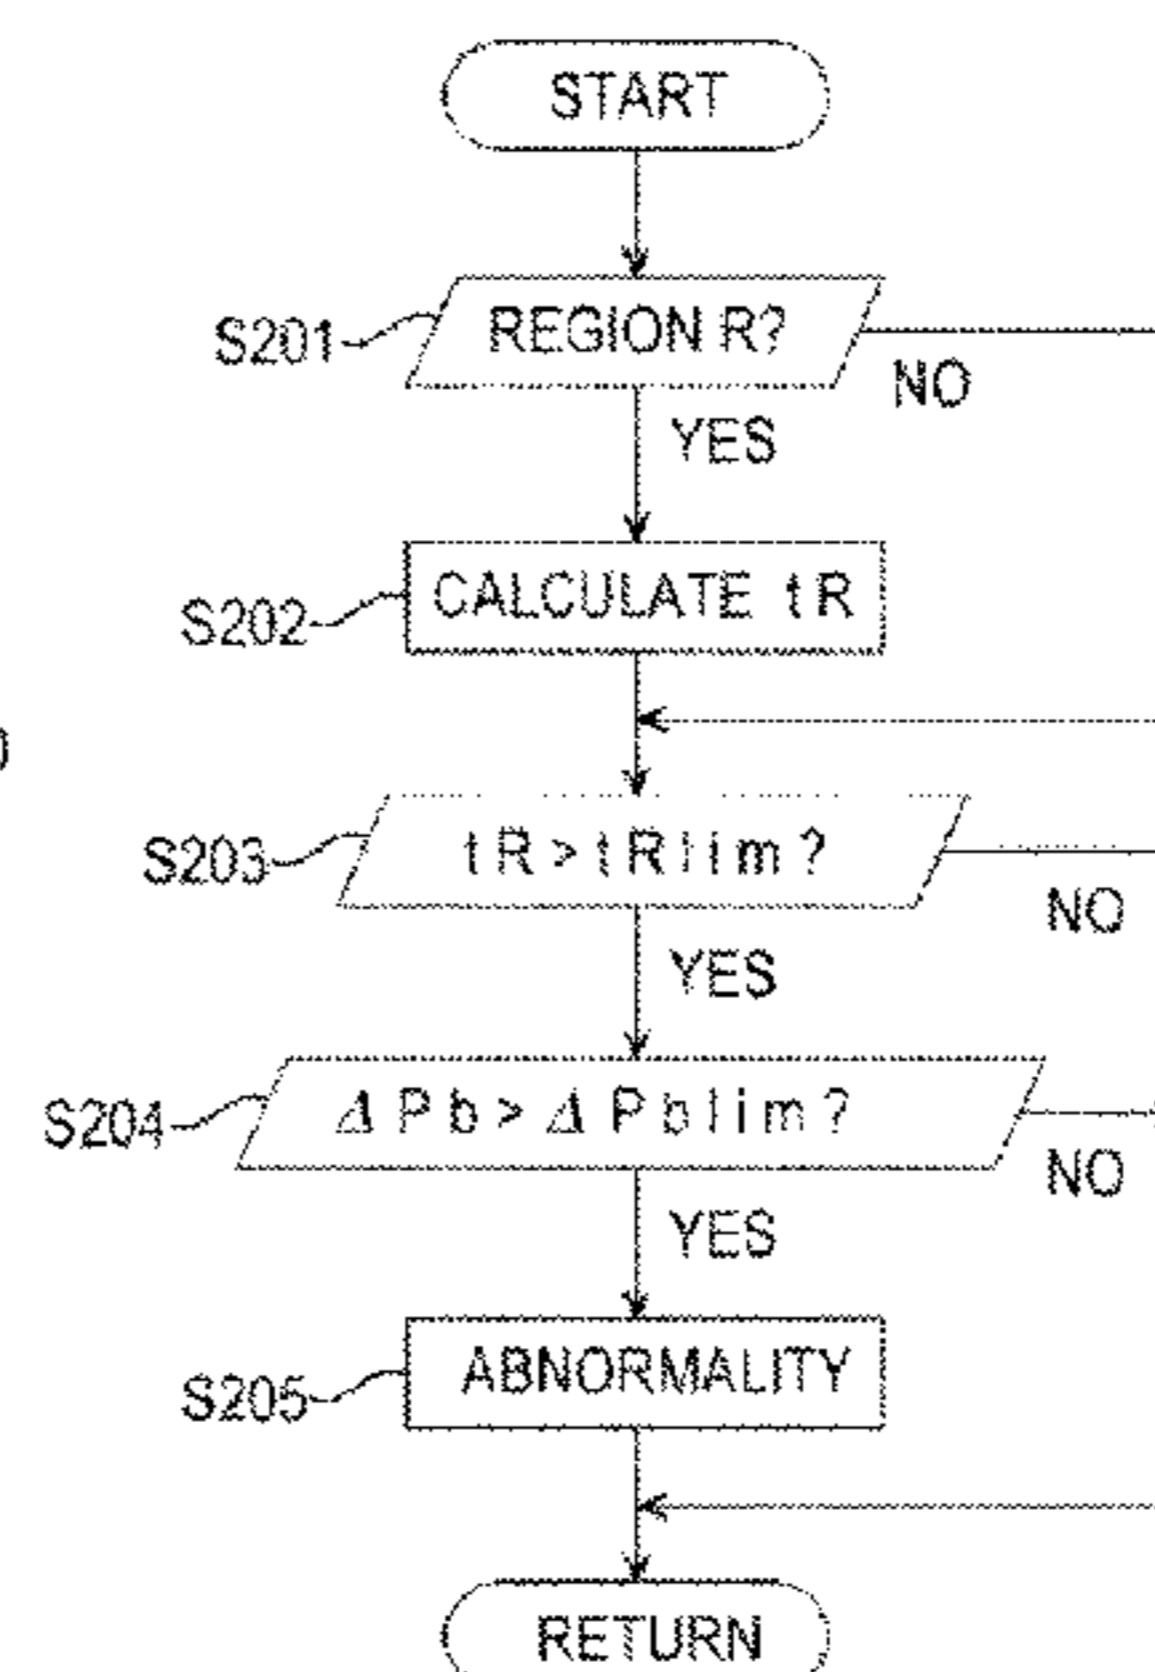 START
S201 REGION R?
NO
YES
S202 CALCULATE tR
S203 tR>tRlim?
NO
YES
S204 ΔPb>ΔPblim?
NO
YES
S205 ABNORMALITY
RETURN